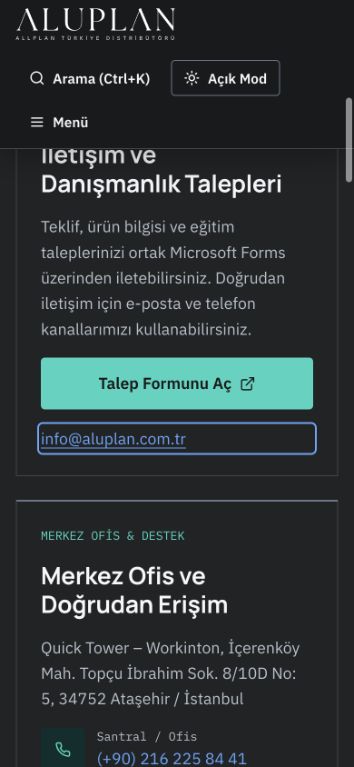 ALUPLAN
ALLPLAN TÜRKİYE DİSTRİBÜTÖRÜ
Arama (Ctrl+K)
Açık Mod
Menü
İletişim ve
Danışmanlık Talepleri
Teklif, ürün bilgisi ve eğitim
taleplerinizi ortak Microsoft Forms
üzerinden iletebilirsiniz. Doğrudan
iletişim için e-posta ve telefon
kanallarımızı kullanabilirsiniz.
Talep Formunu Aç
info@aluplan.com.tr
MERKEZ OFİS & DESTEK
Merkez Ofis ve
Doğrudan Erişim
Quick Tower – Workinton, İçerenköy
Mah. Topçu İbrahim Sok. 8/10D No:
5, 34752 Ataşehir / İstanbul
Santral / Ofis
(+90) 216 225 84 41